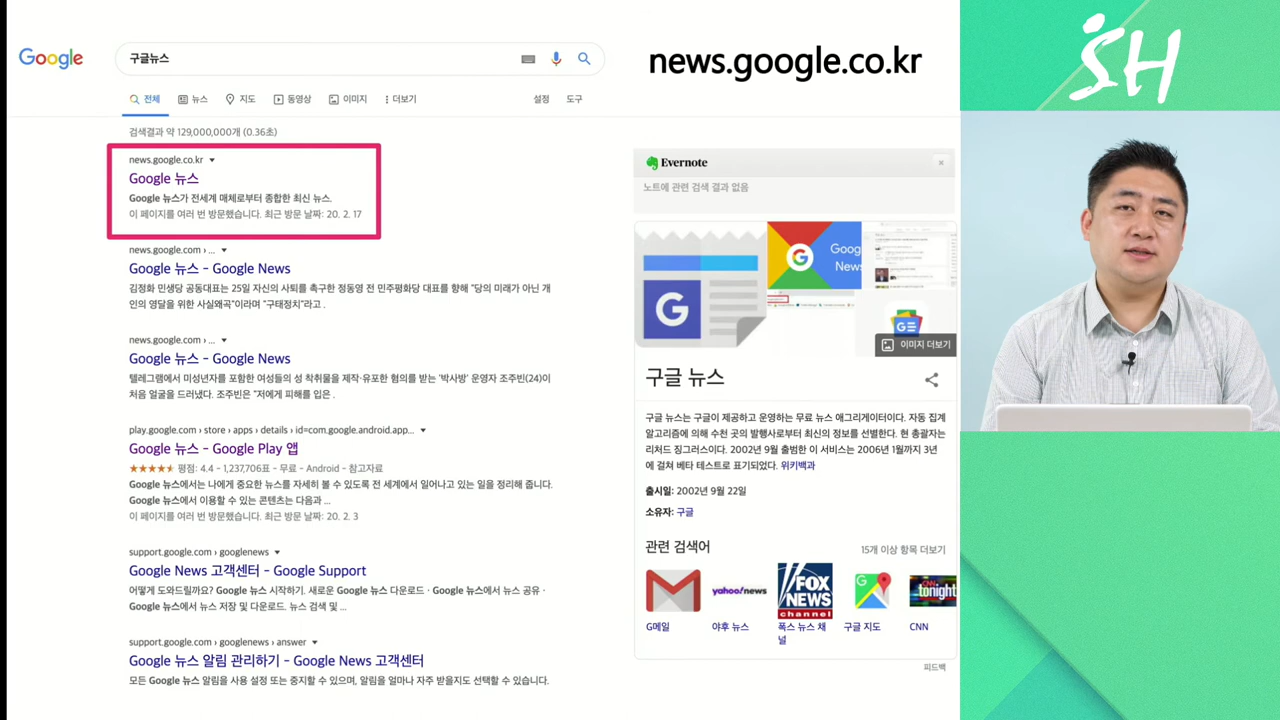 Google
구글뉴스
news.google.co.kr
SH
전체 뉴스 지도 동영상 이미지 더보기 설정 도구
검색결과 약 129,000,000개 (0.36초)
news.google.co.kr
Google 뉴스
Google 뉴스가 전세계 매체로부터 종합한 최신 뉴스.
이 페이지를 여러 번 방문했습니다. 최근 방문 날짜: 20. 2. 17
news.google.com › ...
Google 뉴스 - Google News
김정화 민생당 공동대표는 25일 자신의 사퇴를 촉구한 정동영 전 민주평화당 대표를 향해 "당의 미래가 아닌 개
인의 영달을 위한 사실왜곡"이라며 "구태정치"라고 .
news.google.com › ...
Google 뉴스 - Google News
텔레그램에서 미성년자를 포함한 여성들의 성 착취물을 제작·유포한 혐의를 받는 '박사방' 운영자 조주빈(24)이
처음 얼굴을 드러냈다. 조주빈은 "저에게 피해를 입은 .
play.google.com › store › apps › details › id=com.google.android.app...
Google 뉴스 - Google Play 앱
평점: 4.4 - 1,237,706표 - 무료 - Android - 참고자료
Google 뉴스에서는 나에게 중요한 뉴스를 자세히 볼 수 있도록 전 세계에서 일어나고 있는 일을 정리해 줍니다.
Google 뉴스에서 이용할 수 있는 콘텐츠는 다음과 ...
이 페이지를 여러 번 방문했습니다. 최근 방문 날짜: 20. 2. 3
support.google.com › googlenews
Google News 고객센터 - Google Support
어떻게 도와드릴까요? Google 뉴스 시작하기. 새로운 Google 뉴스 다운로드 · Google 뉴스에서 뉴스 공유 ·
Google 뉴스에서 뉴스 저장 및 다운로드. 뉴스 검색 및 ...
support.google.com › googlenews › answer
Google 뉴스 알림 관리하기 - Google News 고객센터
모든 Google 뉴스 알림을 사용 설정 또는 중지할 수 있으며, 알림을 얼마나 자주 받을지도 선택할 수 있습니다.
Evernote
노트에 관련 검색 결과 없음
G
G
Goog
News
GE
이미지 더보기
구글 뉴스
구글 뉴스는 구글이 제공하고 운영하는 무료 뉴스 애그리게이터이다. 자동 집계
알고리즘에 의해 수천 곳의 발행사로부터 최신의 정보를 선별한다. 현 총괄자는
리처드 징그러스이다. 2002년 9월 출범한 이 서비스는 2006년 1월까지 3년
에 걸쳐 베타 테스트로 표기되었다. 위키백과
출시일: 2002년 9월 22일
소유자: 구글
관련 검색어 15개 이상 항목 더보기
yahoo!news
FOX
NEWS
channel
G
CNN
tonight
G메일 야후 뉴스 폭스 뉴스 채 구글 지도 CNN
널
피드백